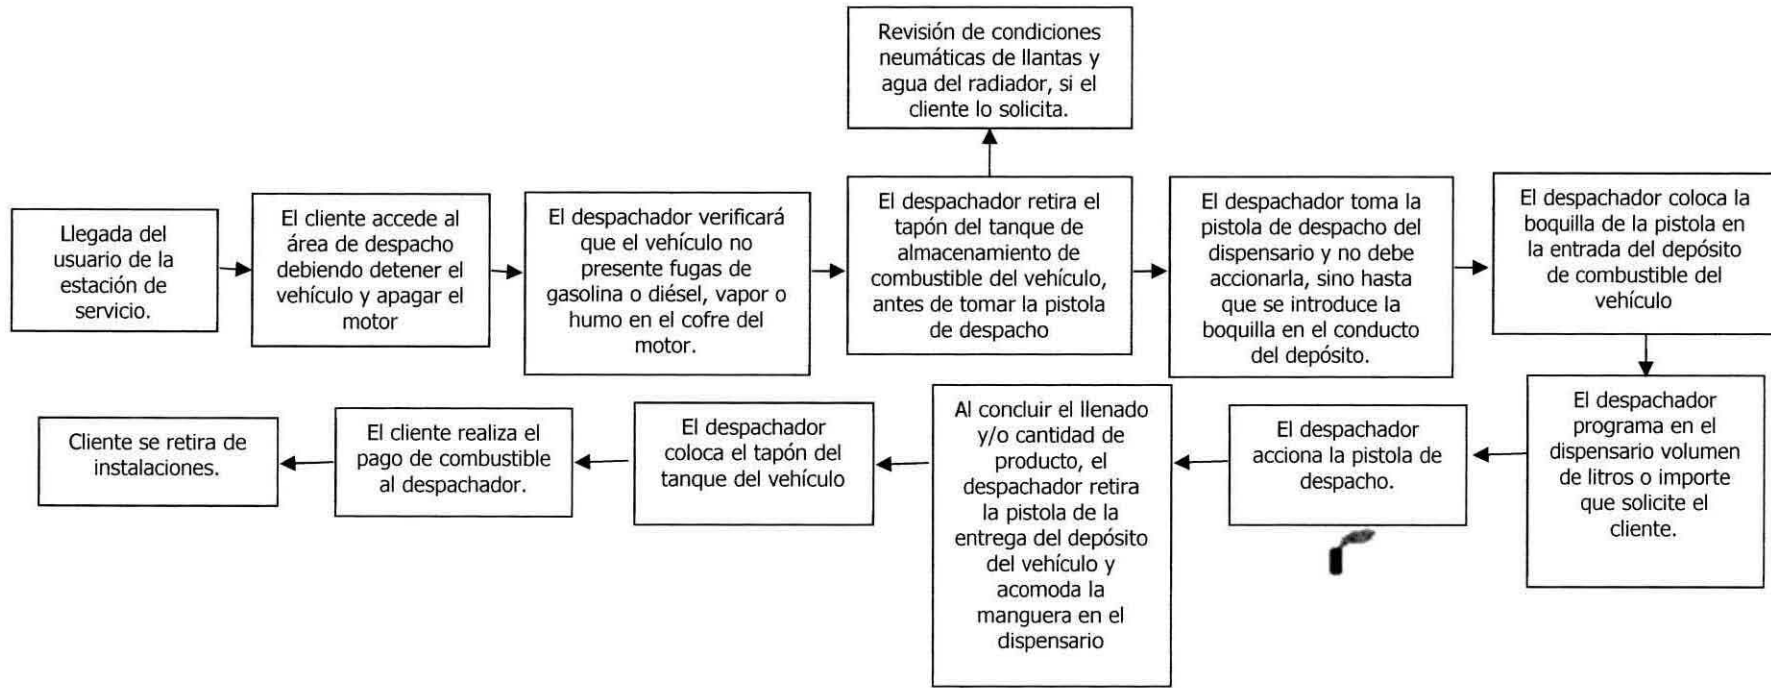 Revisión de condiciones
neumáticas de llantas y
agua del radiador, si el
cliente lo solicita.
Llegada del
usuario de la
estación de
servicio.
El cliente accede al
área de despacho
debiendo detener el
vehículo y apagar el
motor
El despachador verificará
que el vehículo no
presente fugas de
gasolina o diésel, vapor o
humo en el cofre del
motor.
El despachador retira el
tapón del tanque de
almacenamiento de
combustible del vehículo,
antes de tomar la pistola
de despacho
El despachador toma la
pistola de despacho del
dispensario y no debe
accionarla, sino hasta
que se introduce la
boquilla en el conducto
del depósito.
El despachador coloca la
boquilla de la pistola en
la entrada del depósito
de combustible del
vehículo
El despachador
programa en el
dispensario volumen
de litros o importe
que solicite el
cliente.
El despachador
acciona la pistola de
despacho.
Al concluir el llenado
y/o cantidad de
producto, el
despachador retira
la pistola de la
entrega del depósito
del vehículo y
acomoda la
manguera en el
dispensario
El despachador
coloca el tapón del
tanque del vehículo
El cliente realiza el
pago de combustible
al despachador.
Cliente se retira de
instalaciones.